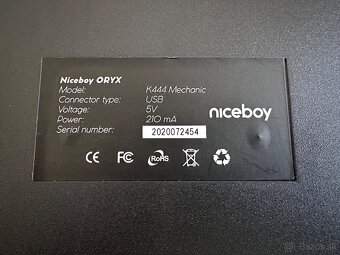 Niceboy ORYX
Model: K444 Mechanic
Connector type: USB
Voltage: 5V
Power: 210 mA
Serial number: 2020072454
niceboy
CE FC RoHS